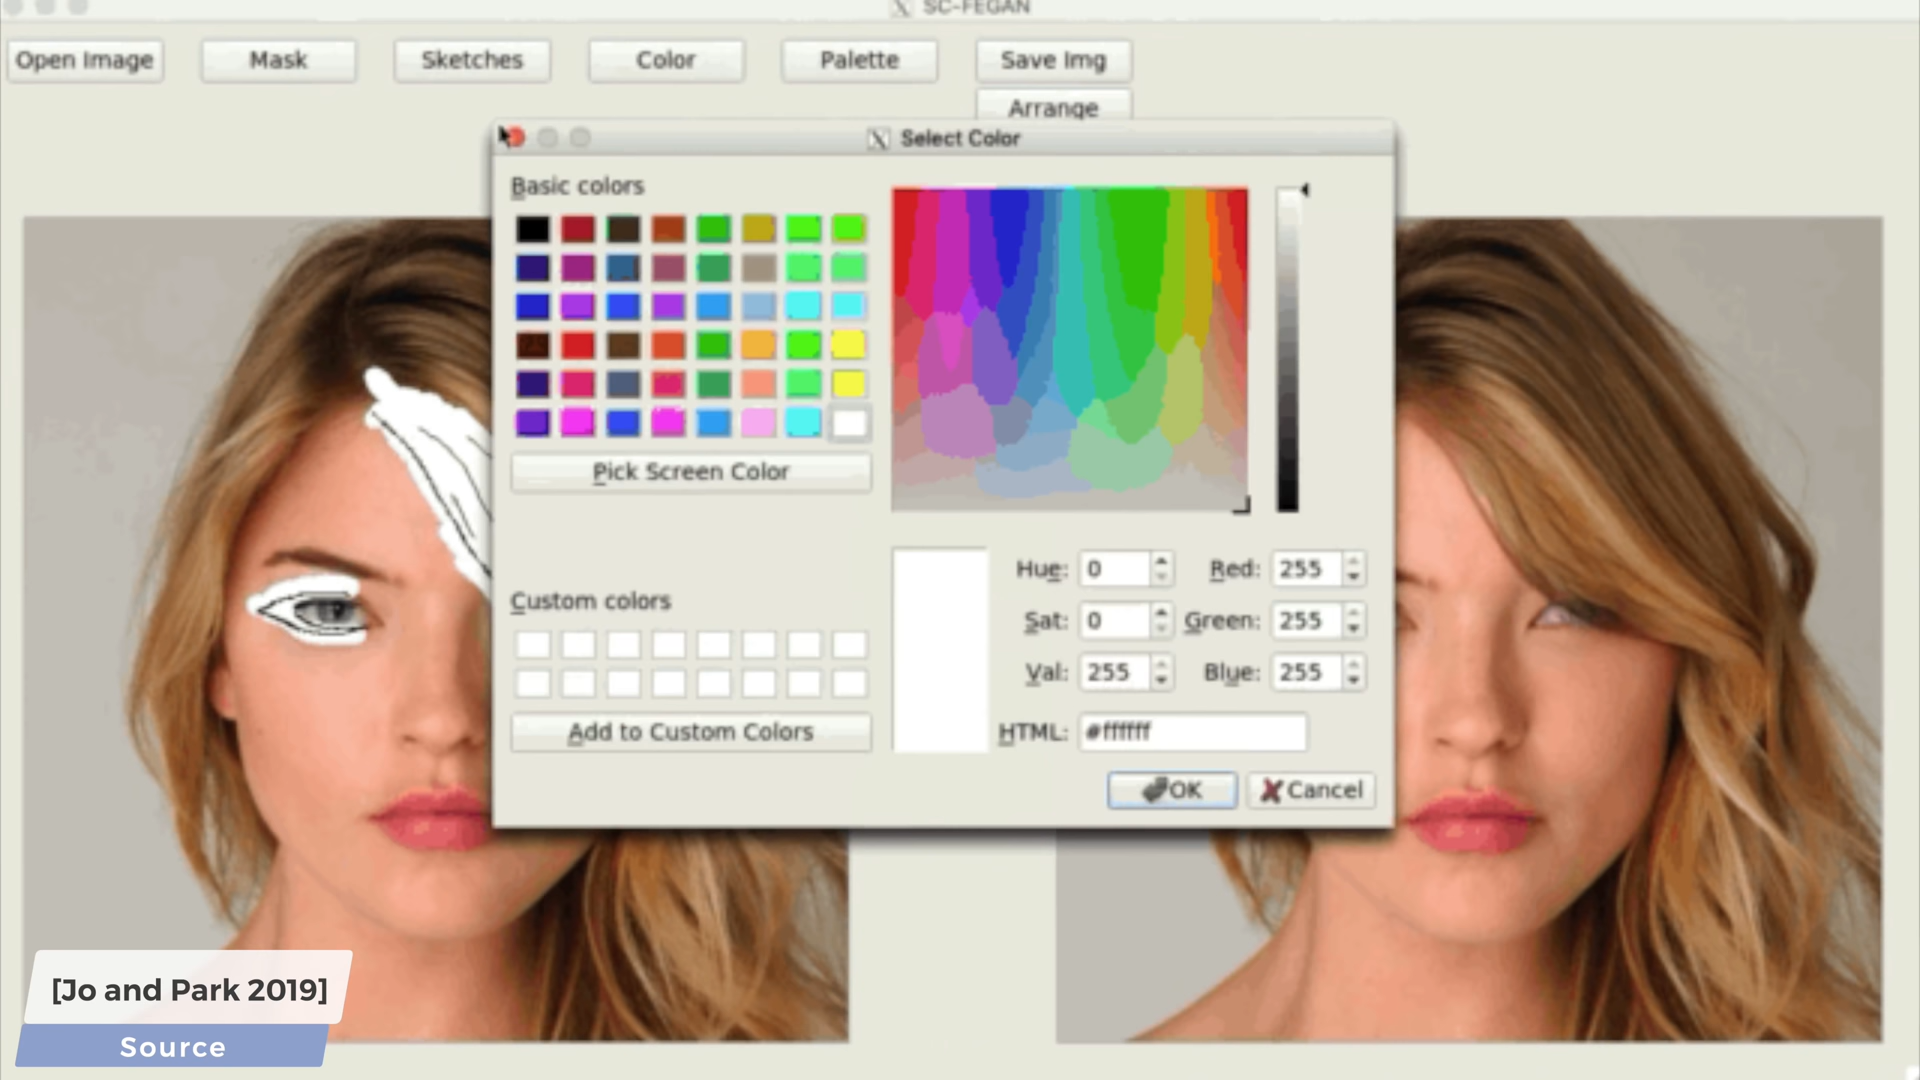 SC-FEGAN
Open Image
Mask
Sketches
Color
Palette
Save Img
Arrange
Select Color
Basic colors
Pick Screen Color
Custom colors
Add to Custom Colors
Hue: 0
Red: 255
Sat: 0
Green: 255
Val: 255
Blue: 255
HTML: #ffffff
OK
Cancel
[Jo and Park 2019]
Source